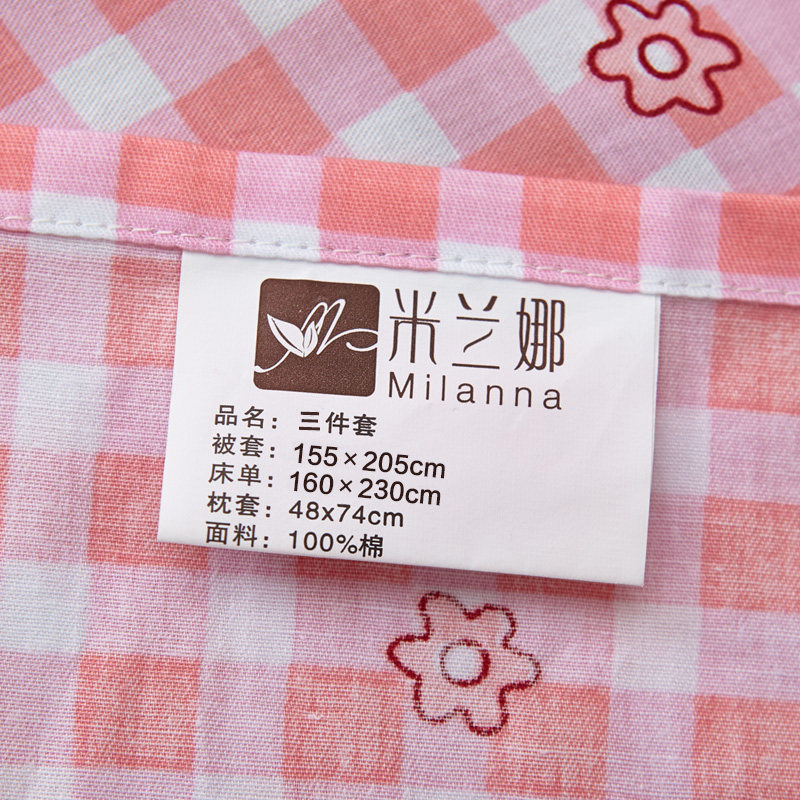 米兰娜
Milanna
品名：三件套
被套：155×205cm
床单：160×230cm
枕套：48x74cm
面料：100%棉